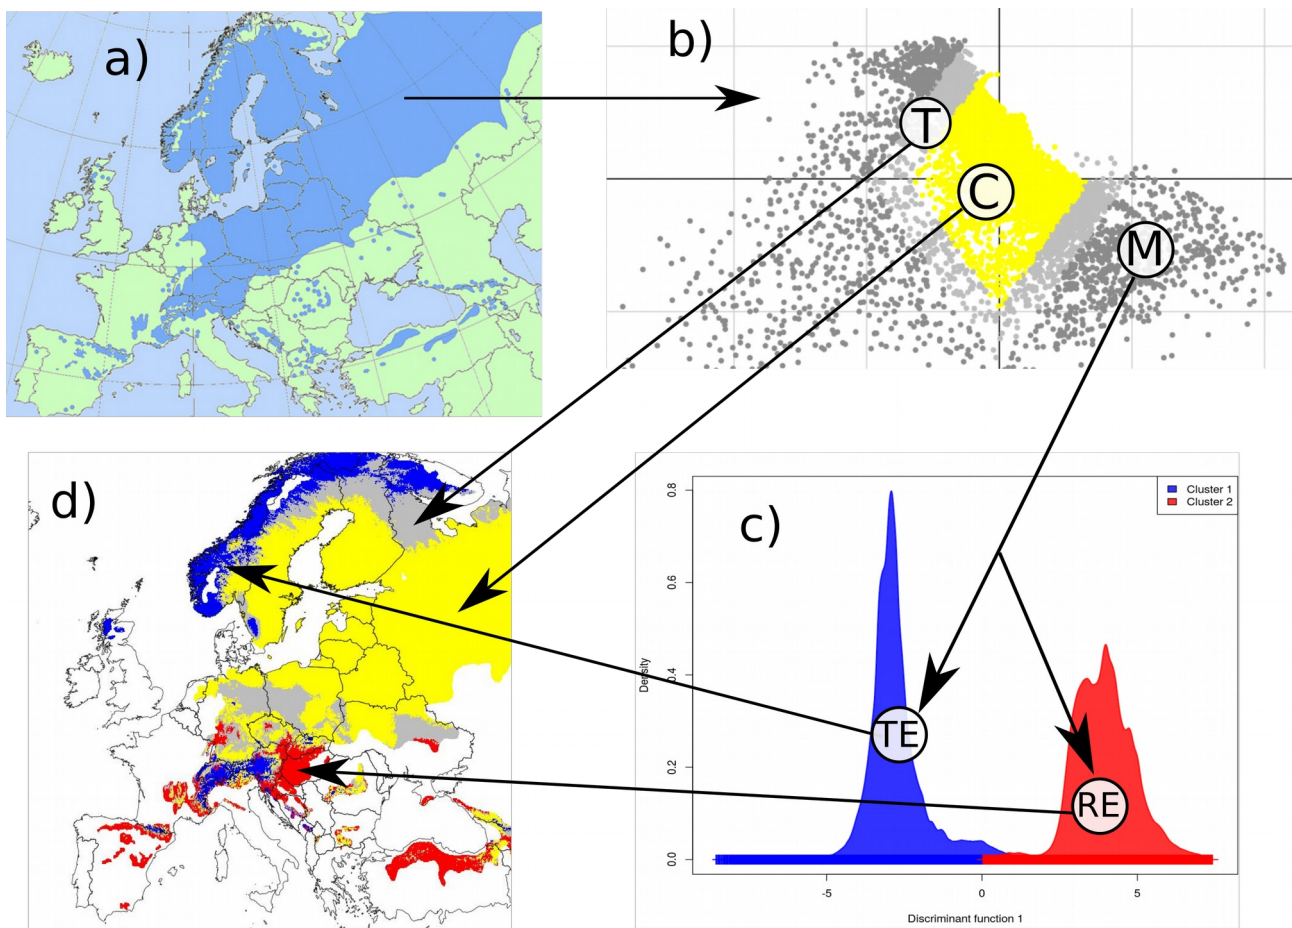 a)
b)
T
C
M
d)
c)
Cluster 1
Cluster 2
0.8
0.6
0.4
0.2
0.0
Density
TE
RE
-5
0
5
Discriminant function 1